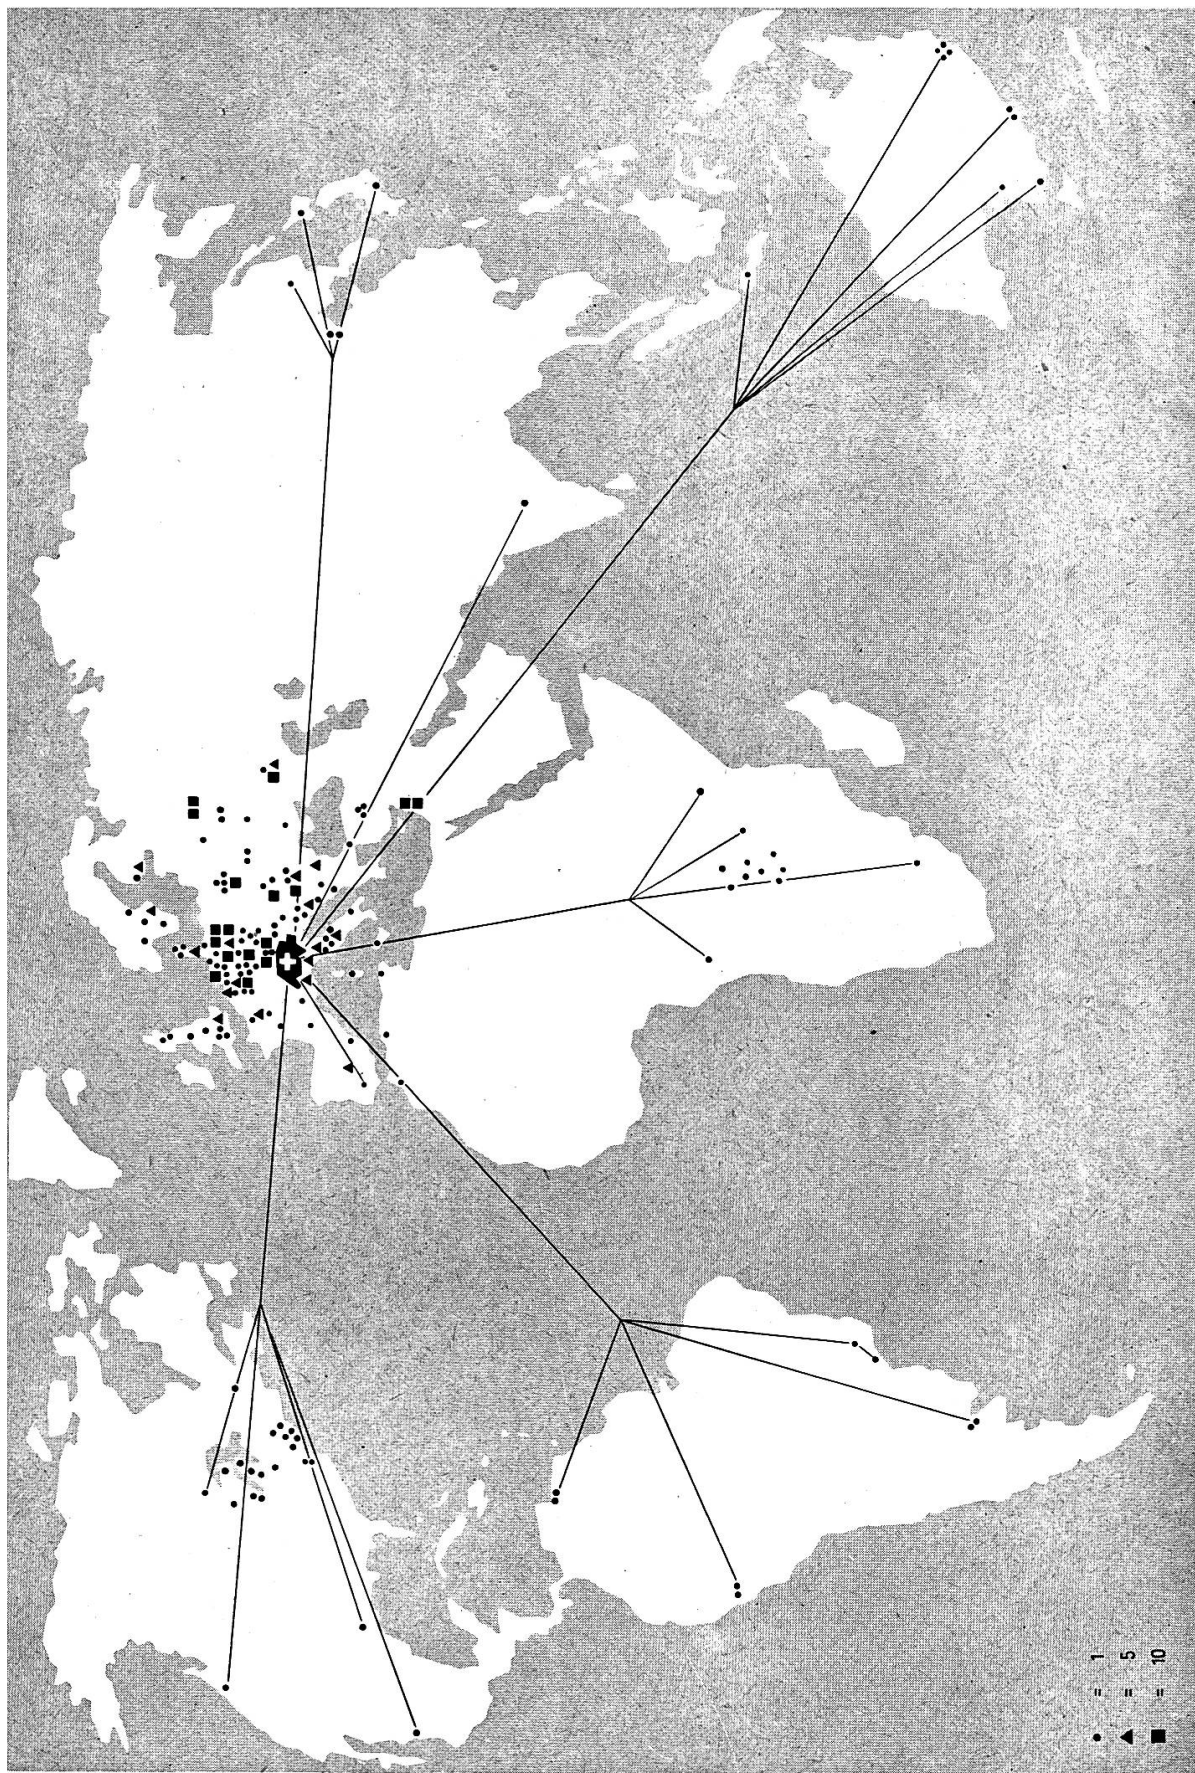 ● = 1
▲ = 5
■ = 10